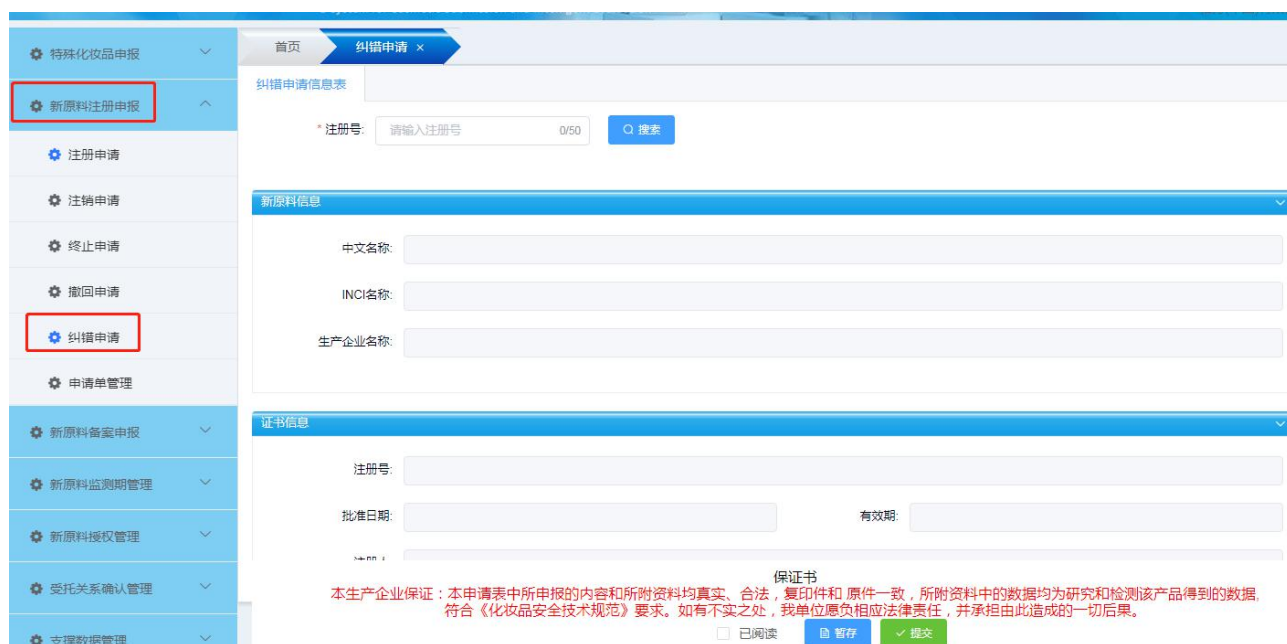 特殊化妆品申报
新原料注册申报
注册申请
注销申请
终止申请
撤回申请
纠错申请
申请单管理
新原料备案申报
新原料监测期管理
新原料授权管理
受托关系确认管理
支撑数据管理
首页
纠错申请 ×
纠错申请信息表
* 注册号: 请输入注册号 0/50 搜索
新原料信息
中文名称:
INCI名称:
生产企业名称:
证书信息
注册号:
批准日期: 有效期:
保证书
本生产企业保证：本申请表中所申报的内容和所附资料均真实、合法，复印件和 原件一致，所附资料中的数据均为研究和检测该产品得到的数据,
符合《化妆品安全技术规范》要求。如有不实之处，我单位愿负相应法律责任，并承担由此造成的一切后果。
已阅读 暂存 提交